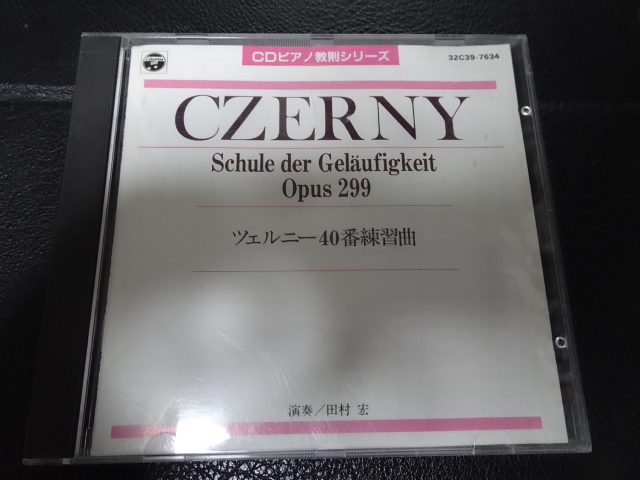 CDピアノ教則シリーズ
32C39-7634
CZERNY
Schule der Geläufigkeit
Opus 299
ツェルニー40番練習曲
演奏/田村 宏